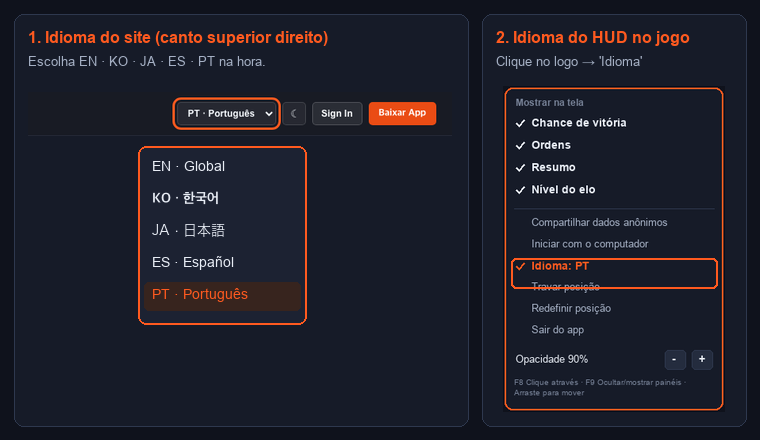 1. Idioma do site (canto superior direito)
Escolha EN · KO · JA · ES · PT na hora.
PT · Português
☾
Sign In
Baixar App
EN · Global
KO · 한국어
JA · 日本語
ES · Español
PT · Português
2. Idioma do HUD no jogo
Clique no logo → 'Idioma'
Mostrar na tela
✓ Chance de vitória
✓ Ordens
✓ Resumo
✓ Nível do elo
Compartilhar dados anônimos
Iniciar com o computador
✓ Idioma: PT
Travar posição
Redefinir posição
Sair do app
Opacidade 90% - +
F8 Clique através · F9 Ocultar/mostrar painéis ·
Arraste para mover